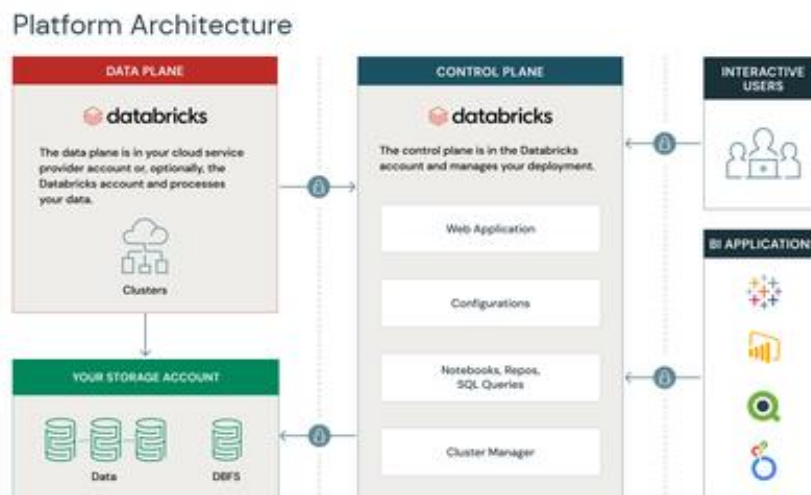 Platform Architecture
DATA PLANE
databricks
The data plane is in your cloud service
provider account or, optionally, the
Databricks account and processes
your data.
Clusters
YOUR STORAGE ACCOUNT
Data
DBFS
CONTROL PLANE
databricks
The control plane is in the Databricks
account and manages your deployment.
Web Application
Configurations
Notebooks, Repos,
SQL Queries
Cluster Manager
INTERACTIVE
USERS
BI APPLICATION